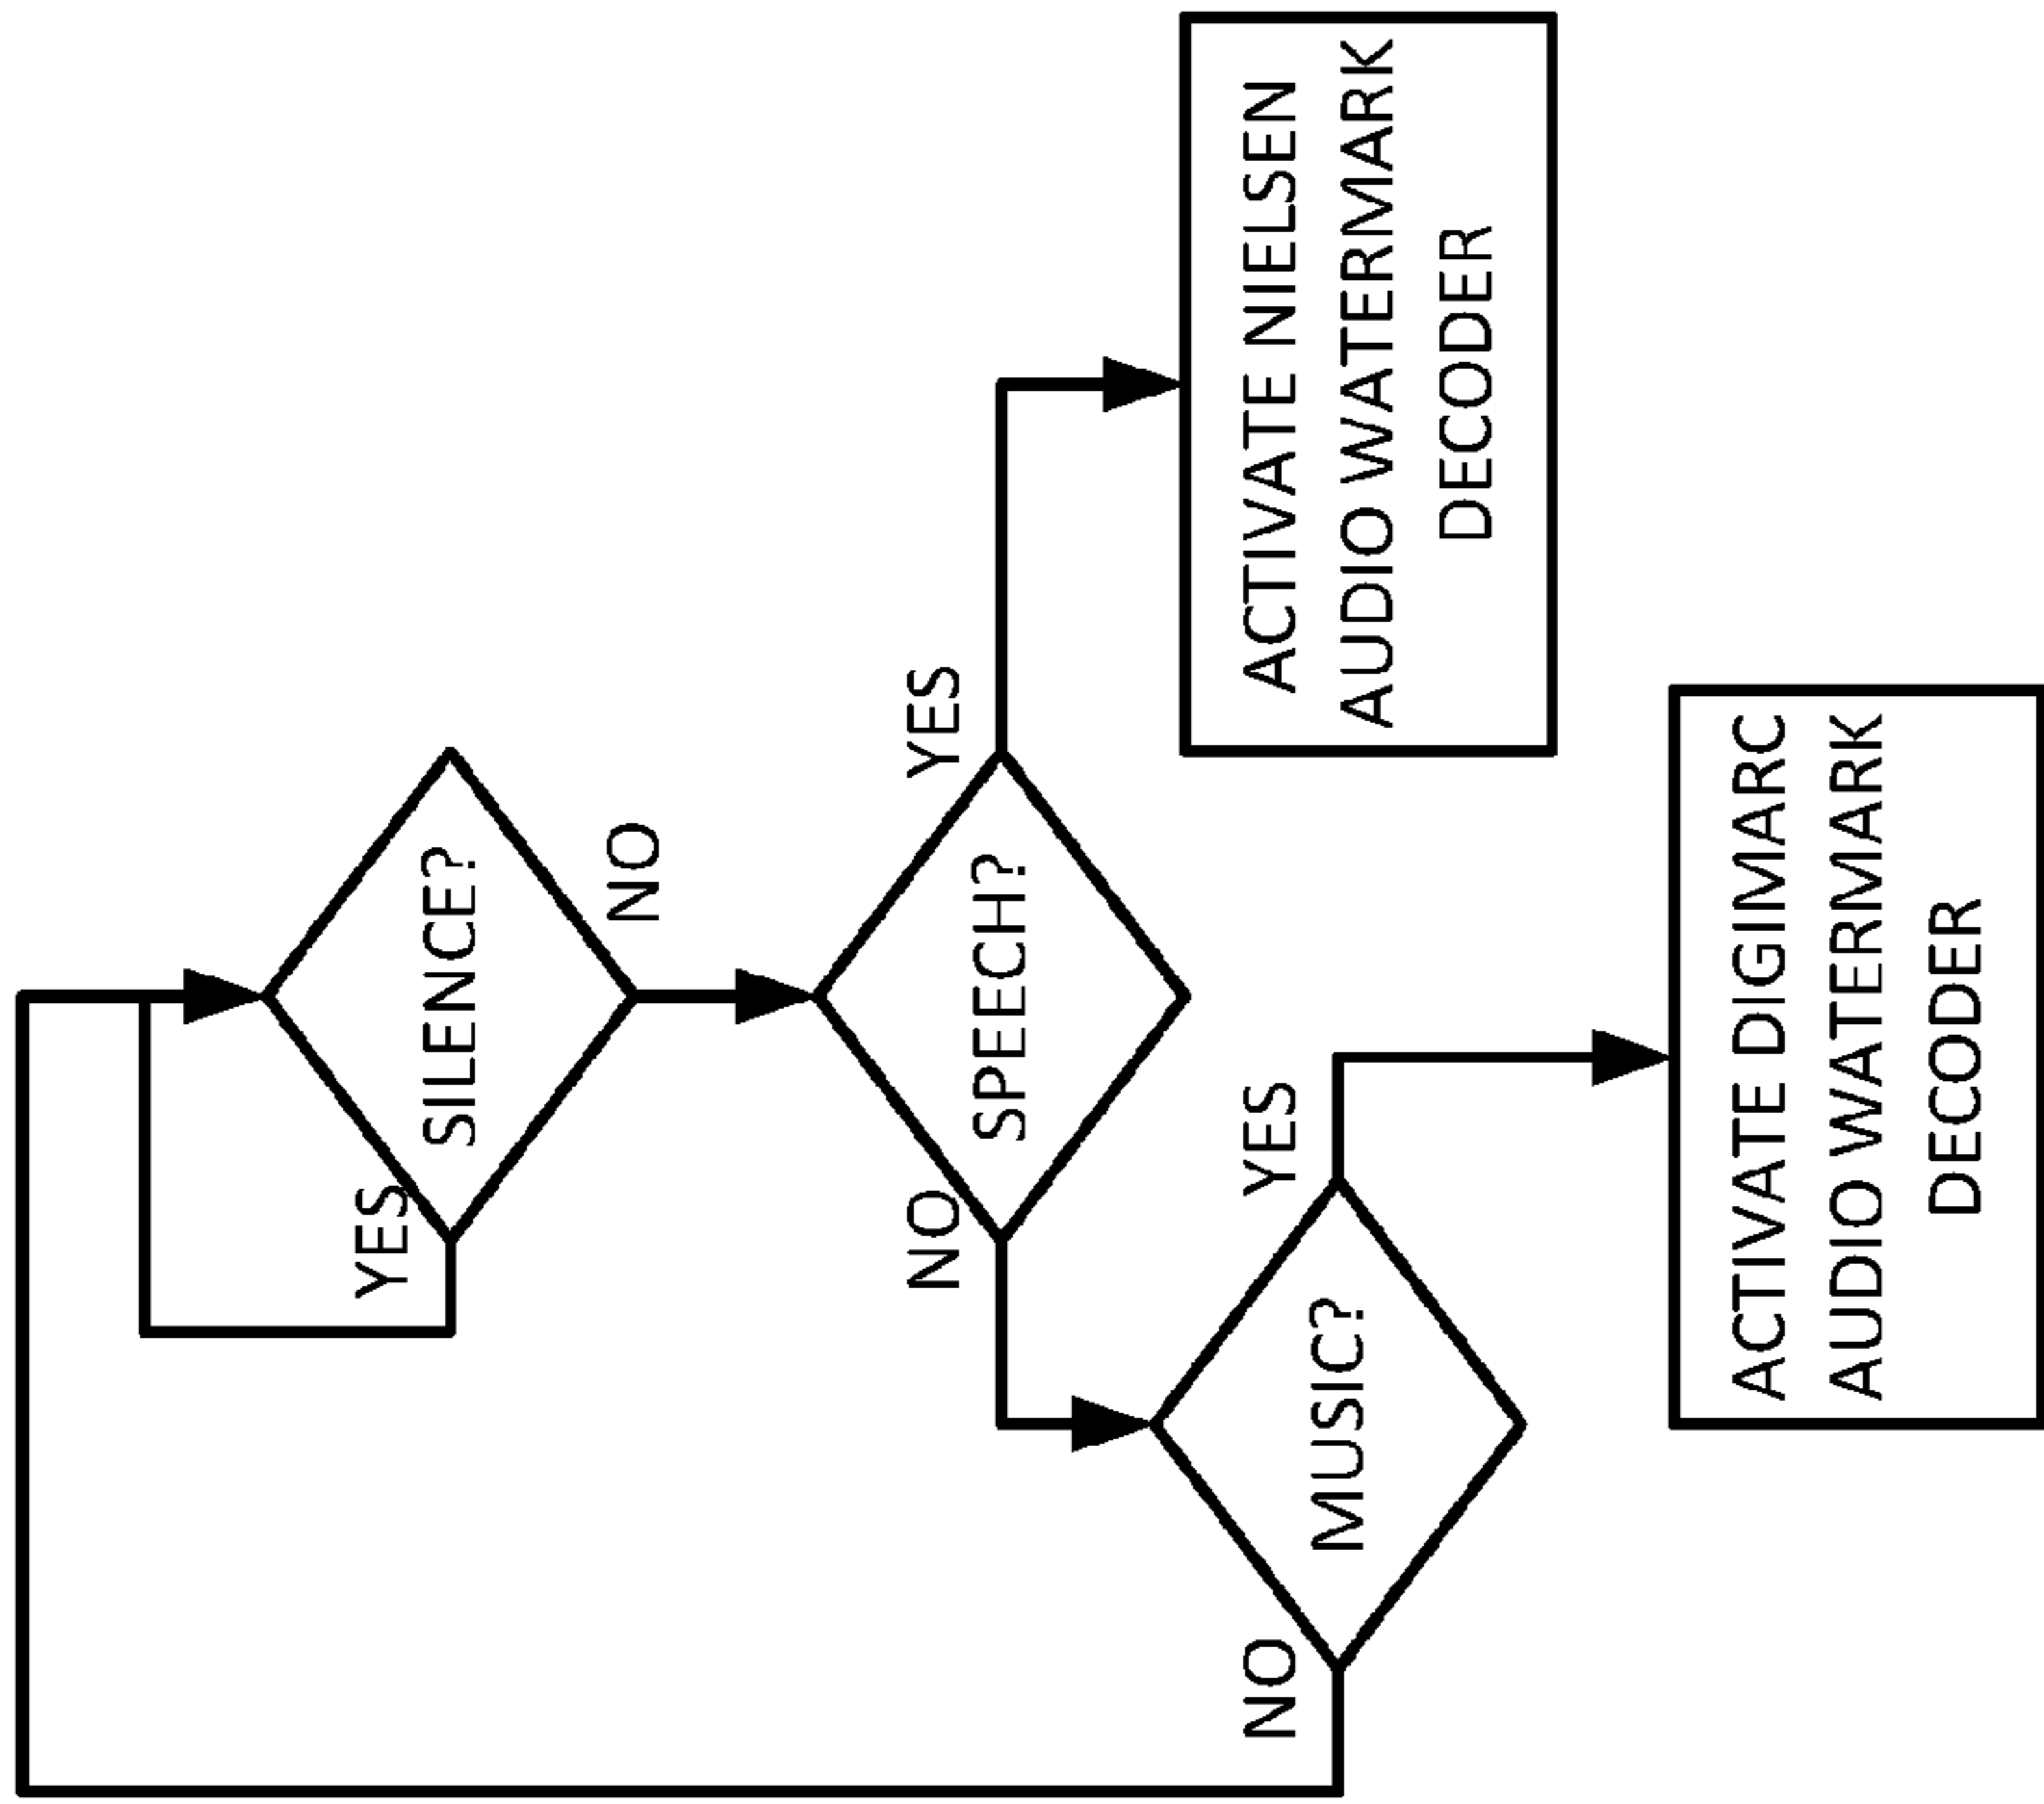 YES
SILENCE?
NO
NO
YES
SPEECH?
NO
YES
MUSIC?
ACTIVATE NIELSEN
AUDIO WATERMARK
DECODER
ACTIVATE DIGIMARC
AUDIO WATERMARK
DECODER